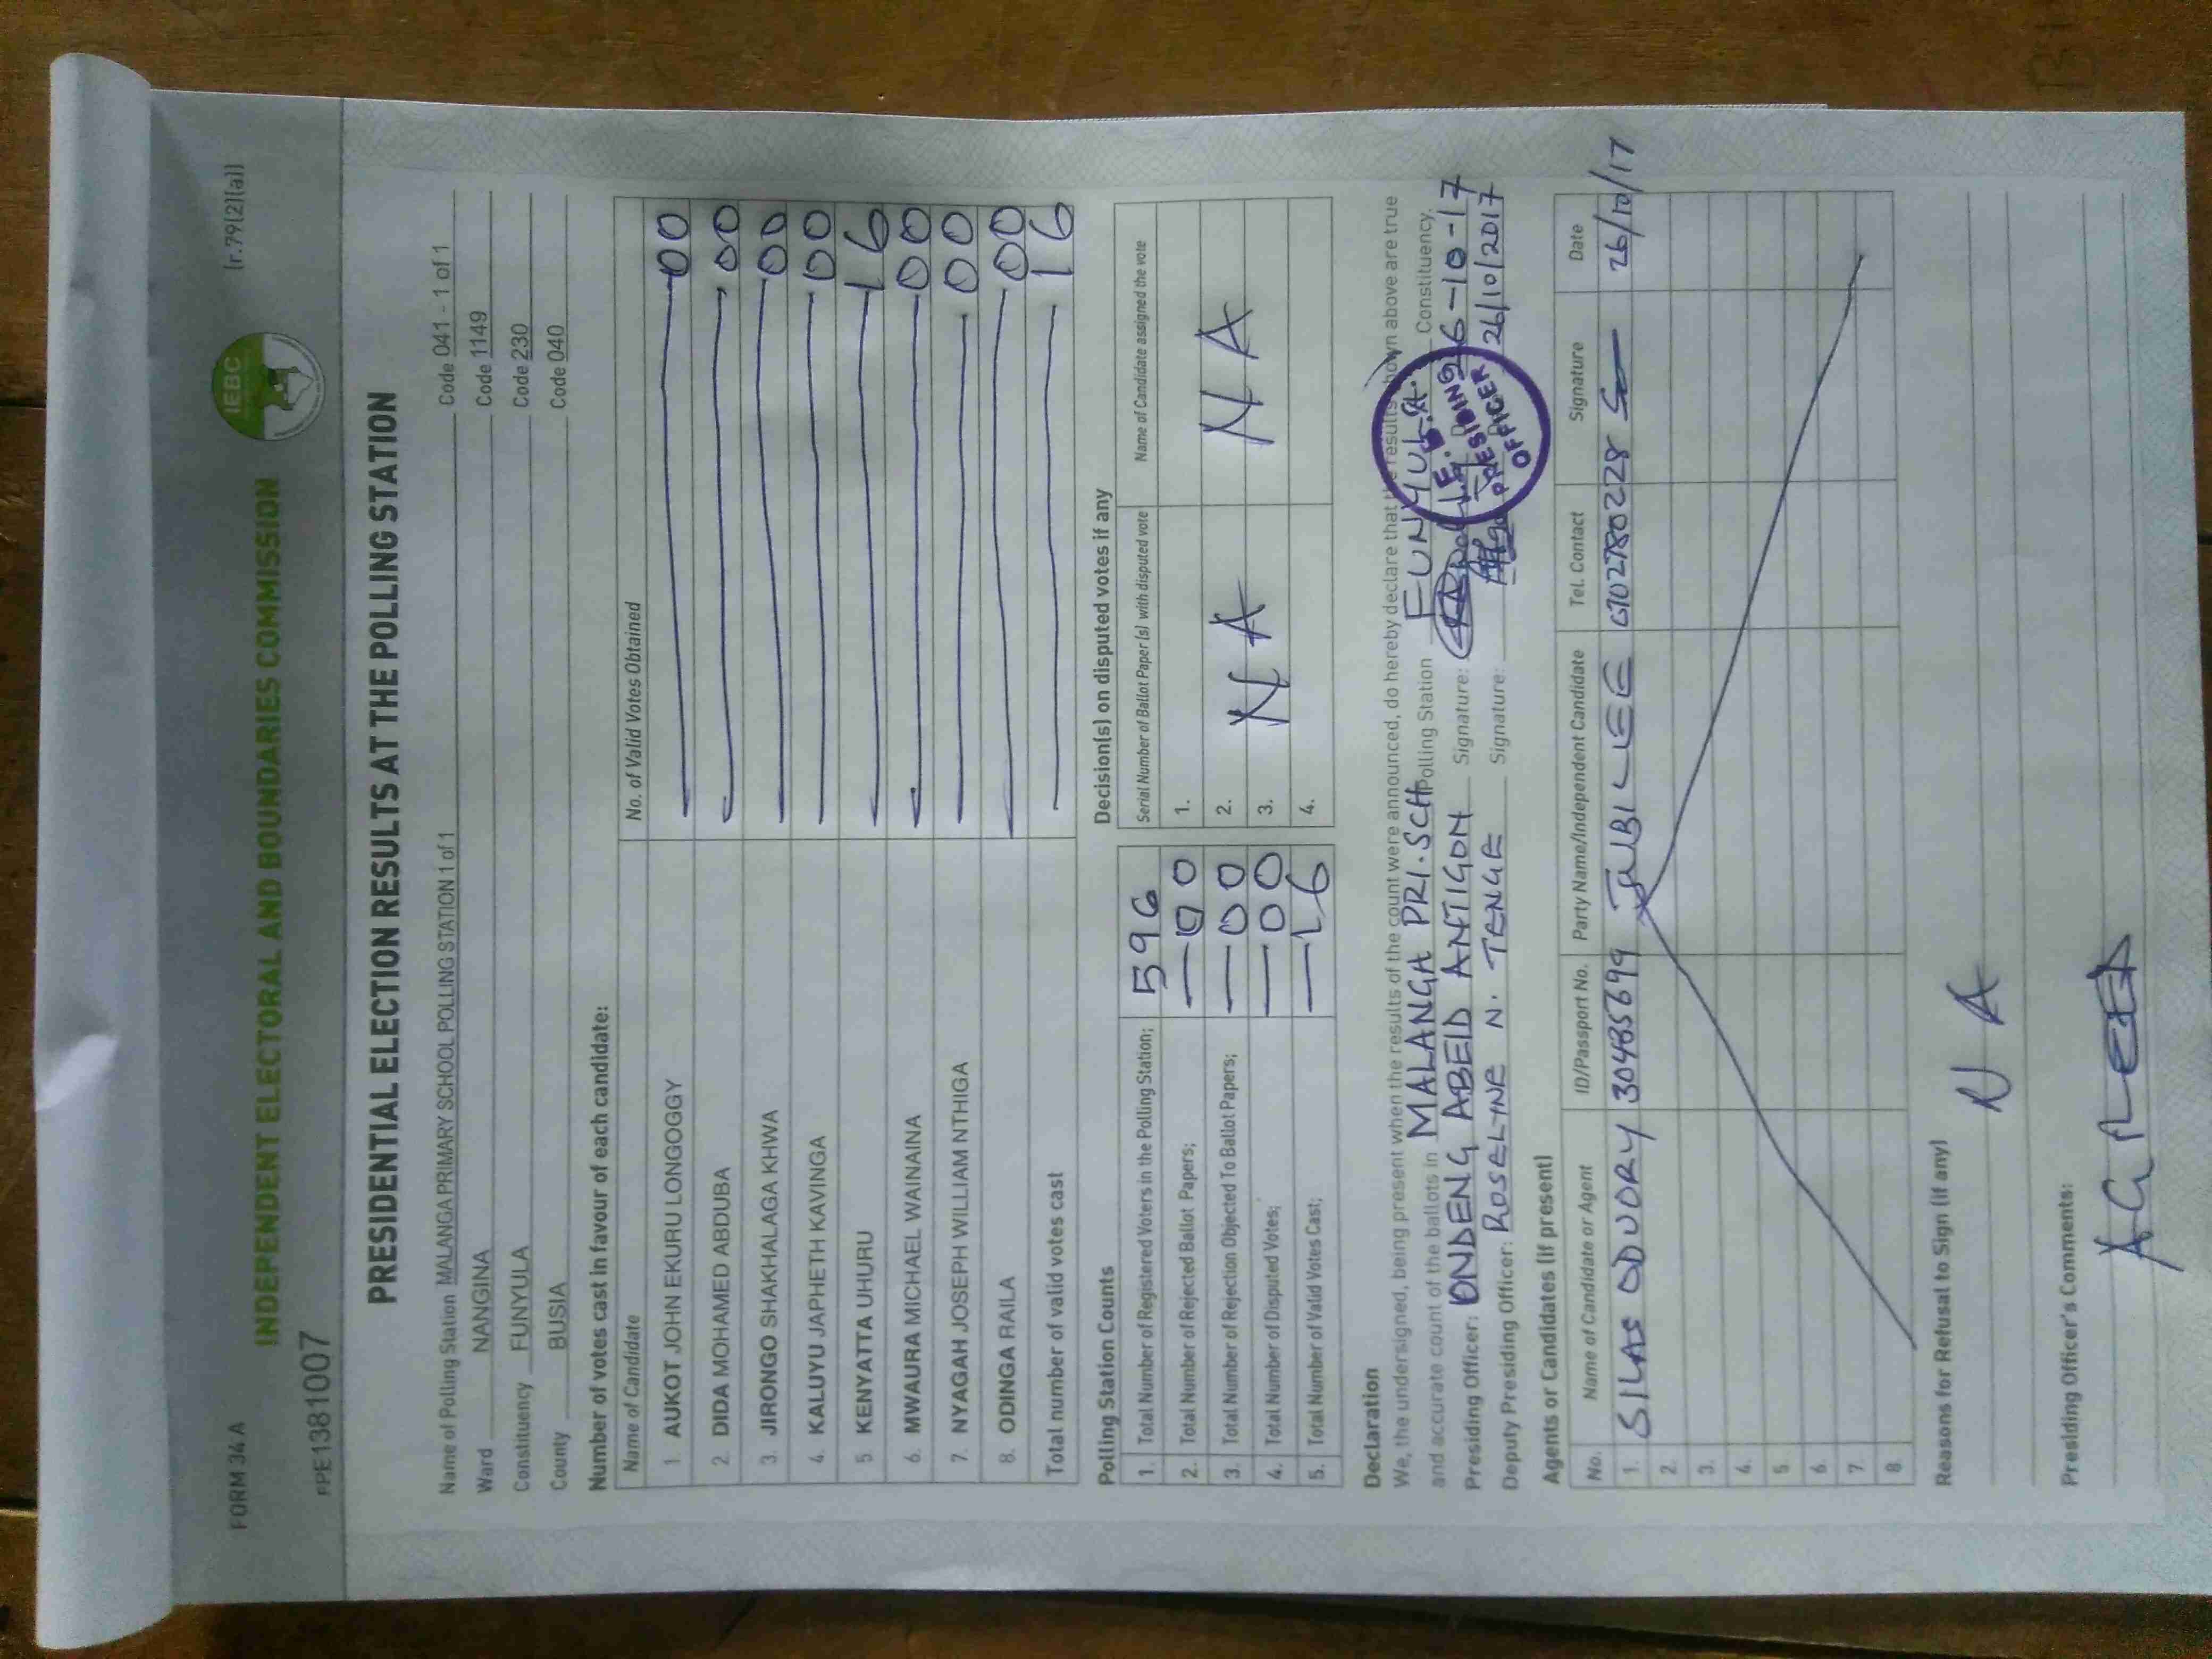 FORM 34 A
(r.79(2)(a))
IEBC
INDEPENDENT ELECTORAL AND BOUNDARIES COMMISSION
PPE1381007
PRESIDENTIAL ELECTION RESULTS AT THE POLLING STATION
Name of Polling Station MALANGA PRIMARY SCHOOL POLLING STATION 1 of 1 Code 041 - 1 of 1
Ward NANGINA Code 1149
Constituency FUNYULA Code 230
County BUSIA Code 040
Number of votes cast in favour of each candidate:
Name of Candidate No. of Valid Votes Obtained
1. AUKOT JOHN EKURU LONGOGGY 00
2. DIDA MOHAMED ABDUBA 00
3. JIRONGO SHAKHALAGA KHWA 00
4. KALUYU JAPHETH KAVINGA 00
5 KENYATTA UHURU 16
6. MWAURA MICHAEL WAINAINA 00
7. NYAGAH JOSEPH WILLIAM NTHIGA 00
8. ODINGA RAILA 00
Total number of valid votes cast 16
Polling Station Counts
1. Total Number of Registered Voters in the Polling Station; 596
2. Total Number of Rejected Ballot Papers; 00
3. Total Number of Rejection Objected To Ballot Papers; 00
4. Total Number of Disputed Votes; 00
5. Total Number of Valid Votes Cast; 16
Decision(s) on disputed votes if any
Serial Number of Ballot Paper (s) with disputed vote Name of Candidate assigned the vote
1.
2. N A N A
3.
4.
Declaration
We, the undersigned, being present when the results of the count were announced, do hereby declare that the results shown above are true
and accurate count of the ballots in MALANGA PRI. SCH Polling Station FUNYULA Constituency.
Presiding Officer: ONDENG ABEID ANTIGON Signature: 26-10-17
Deputy Presiding Officer: ROSELYNE N. TENGE Signature: 26/10/2017
I.E.B.C.
PRESIDING
OFFICER
Agents or Candidates (if present)
No. Name of Candidate or Agent ID/Passport No. Party Name/Independent Candidate Tel. Contact Signature Date
1. SILAS ODUORY 30485699 JUBILEE 0702780228 26/10/17
2.
3.
4.
5.
6.
7.
8
Reasons for Refusal to Sign (if any)
N A
Presiding Officer's Comments:
AGREED